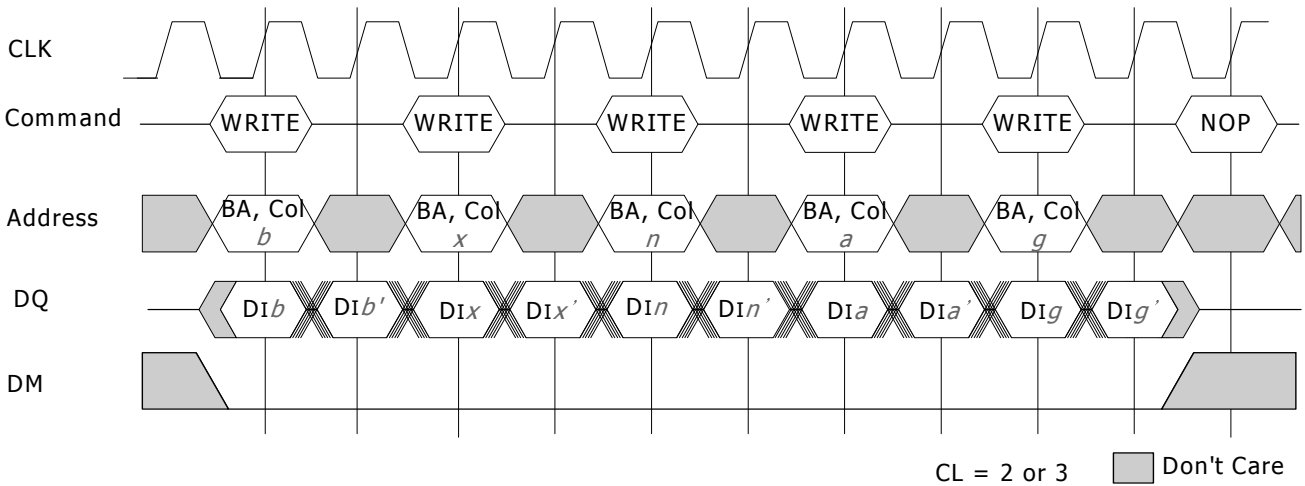 CLK
Command WRITE WRITE WRITE WRITE WRITE NOP
Address BA, Col BA, Col BA, Col BA, Col BA, Col
b x n a g
DQ DIb DIb' DIx DIx' DIn DIn' DIa DIa' DIg DIg'
DM
CL = 2 or 3 Don't Care